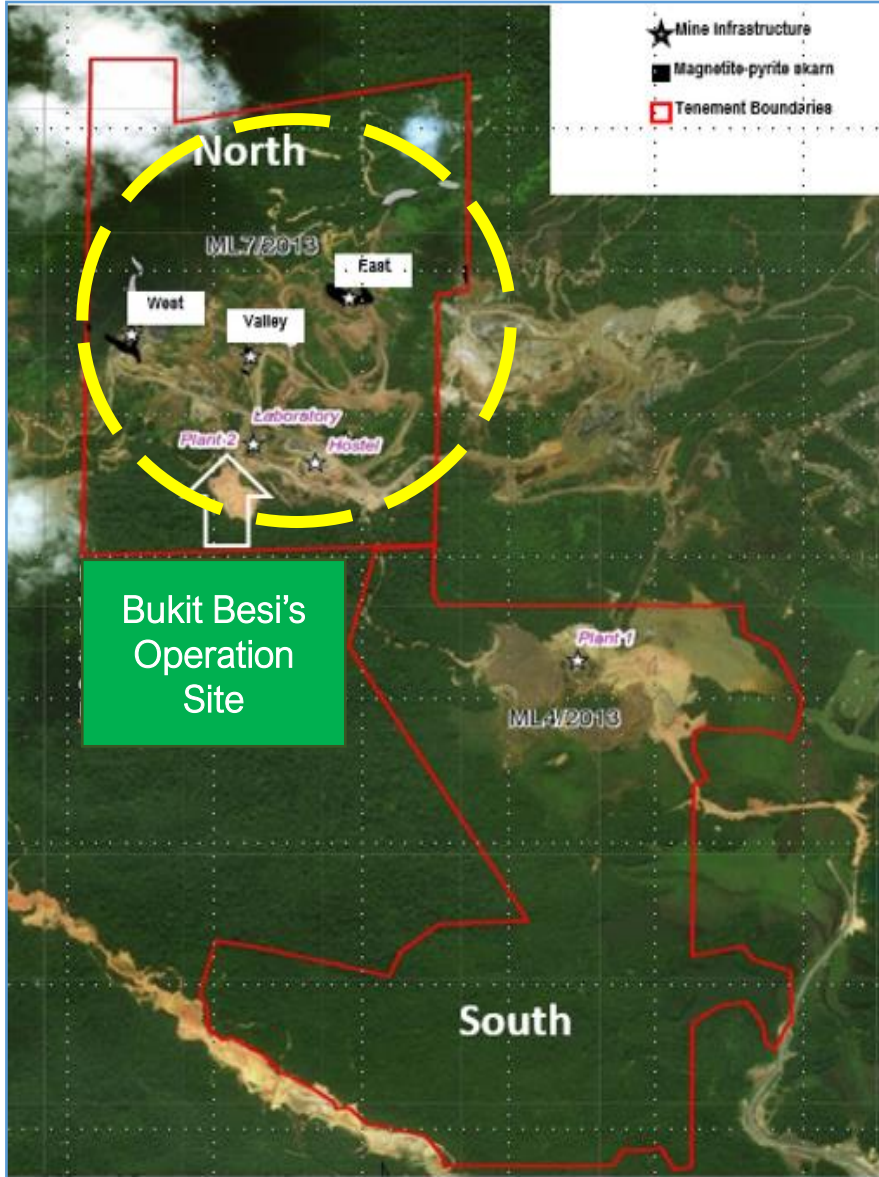 Mine Infrastructure
Magnetite-pyrite skarn
Tenement Boundaries
North
ML7/2013
East
West
Valley
Laboratory
Plant 2
Hostel
Bukit Besi’s
Operation
Site
Plant 1
ML4/2013
South